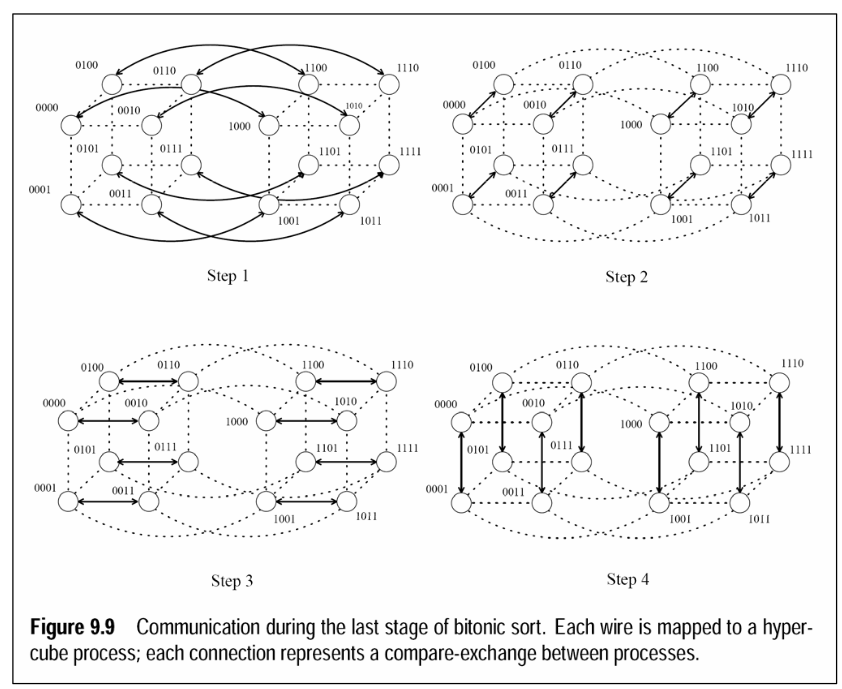 0100 0110 1100 1110
0000 0010 1000 1010
0101 0111 1101 1111
0001 0011 1001 1011
Step 1
0100 0110 1100 1110
0000 0010 1000 1010
0101 0111 1101 1111
0001 0011 1001 1011
Step 2
0100 0110 1100 1110
0000 0010 1000 1010
0101 0111 1101 1111
0001 0011 1001 1011
Step 3
0100 0110 1100 1110
0000 0010 1000 1010
0101 0111 1101 1111
0001 0011 1001 1011
Step 4
Figure 9.9 Communication during the last stage of bitonic sort. Each wire is mapped to a hyper-
cube process; each connection represents a compare-exchange between processes.